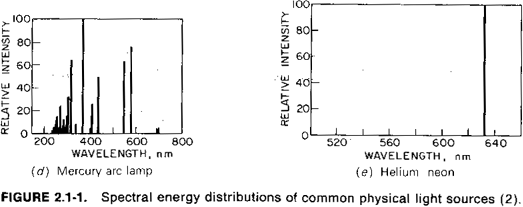 RELATIVE INTENSITY
100
80
60
40
20
0
200
400
600
800
WAVELENGTH, nm
(d) Mercury arc lamp
RELATIVE INTENSITY
100
80
60
40
20
0
520
560
600
640
WAVELENGTH, nm
(e) Helium neon
FIGURE 2.1-1. Spectral energy distributions of common physical light sources (2).